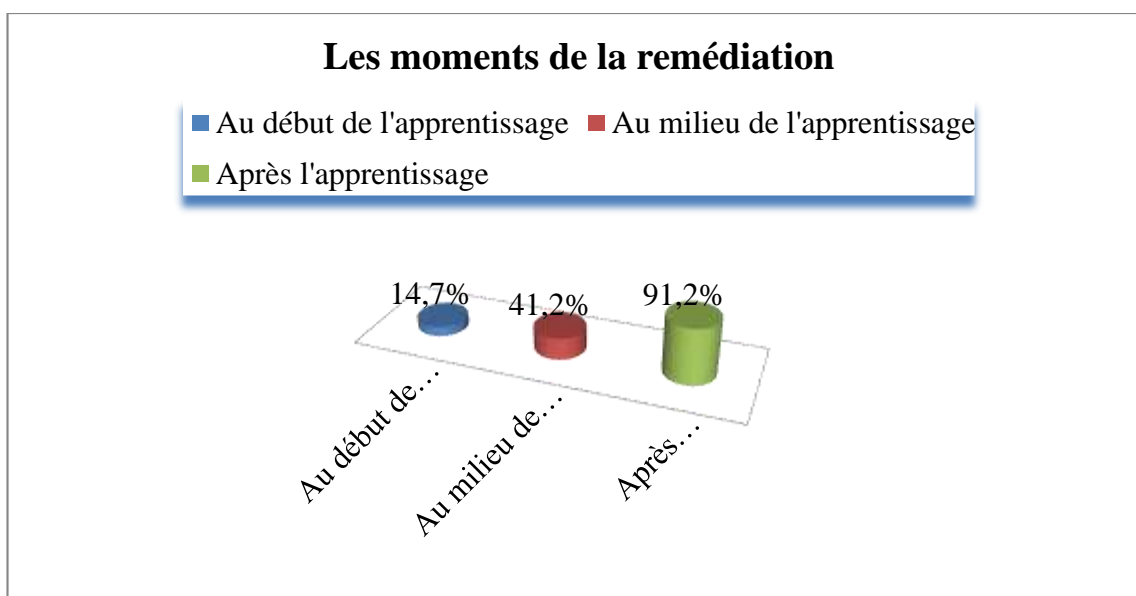 Les moments de la remédiation
Au début de l'apprentissage Au milieu de l'apprentissage
Après l'apprentissage
14,7% 41,2% 91,2%
Au début de…
Au milieu de…
Après…